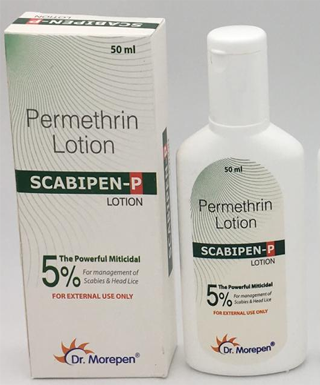 50 ml
Permethrin
Lotion
SCABIPEN-P
LOTION
5%
The Powerful Miticidal
For management of
Scabies & Head Lice
FOR EXTERNAL USE ONLY
Dr. Morepen®
50 ml
Permethrin
Lotion
SCABIPEN-P
LOTION
5%
The Powerful Miticidal
For management of
Scabies & Head Lice
FOR EXTERNAL USE ONLY
Dr. Morepen®